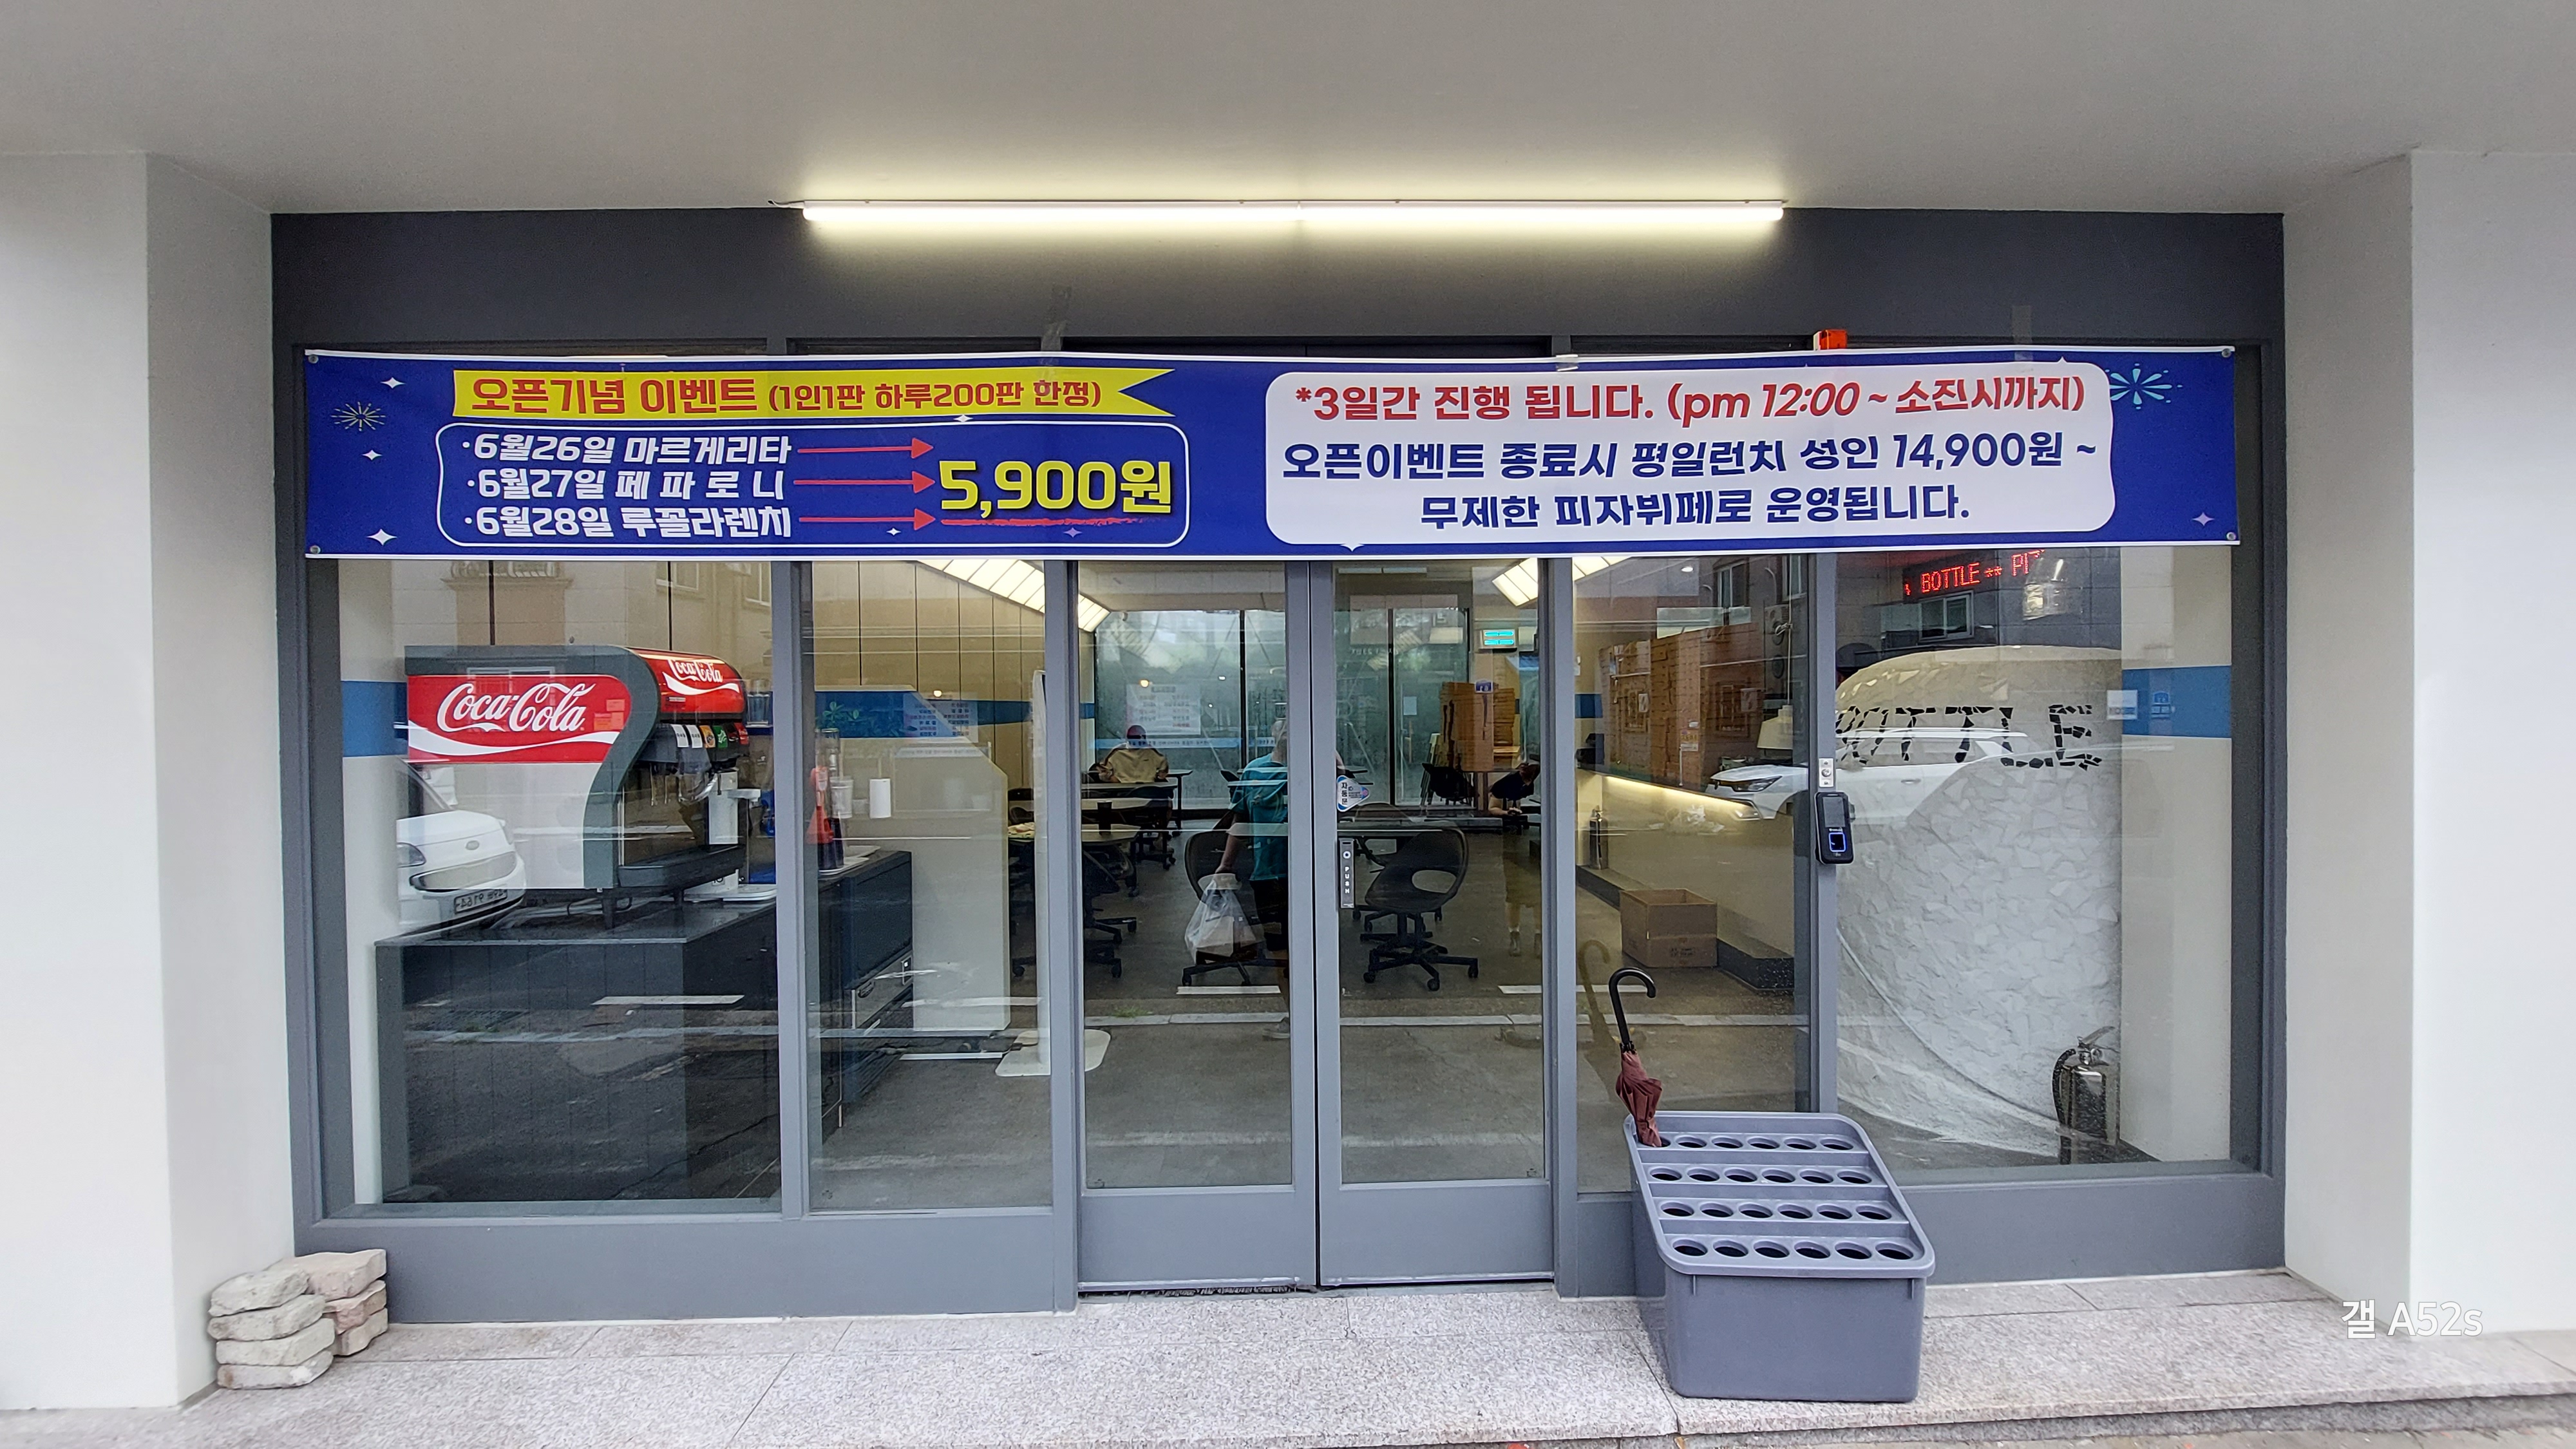 오픈기념 이벤트 (1인1판 하루200판 한정)
·6월26일 마르게리타
·6월27일 페 파 로 니
·6월28일 루꼴라렌치
5,900원
*3일간 진행 됩니다. (pm 12:00 ~ 소진시까지)
오픈이벤트 종료시 평일런치 성인 14,900원 ~
무제한 피자뷔페로 운영됩니다.
BOTTLE ** PI
Coca-Cola
Coca-Cola
TTLE
PUSH
갤 A52s